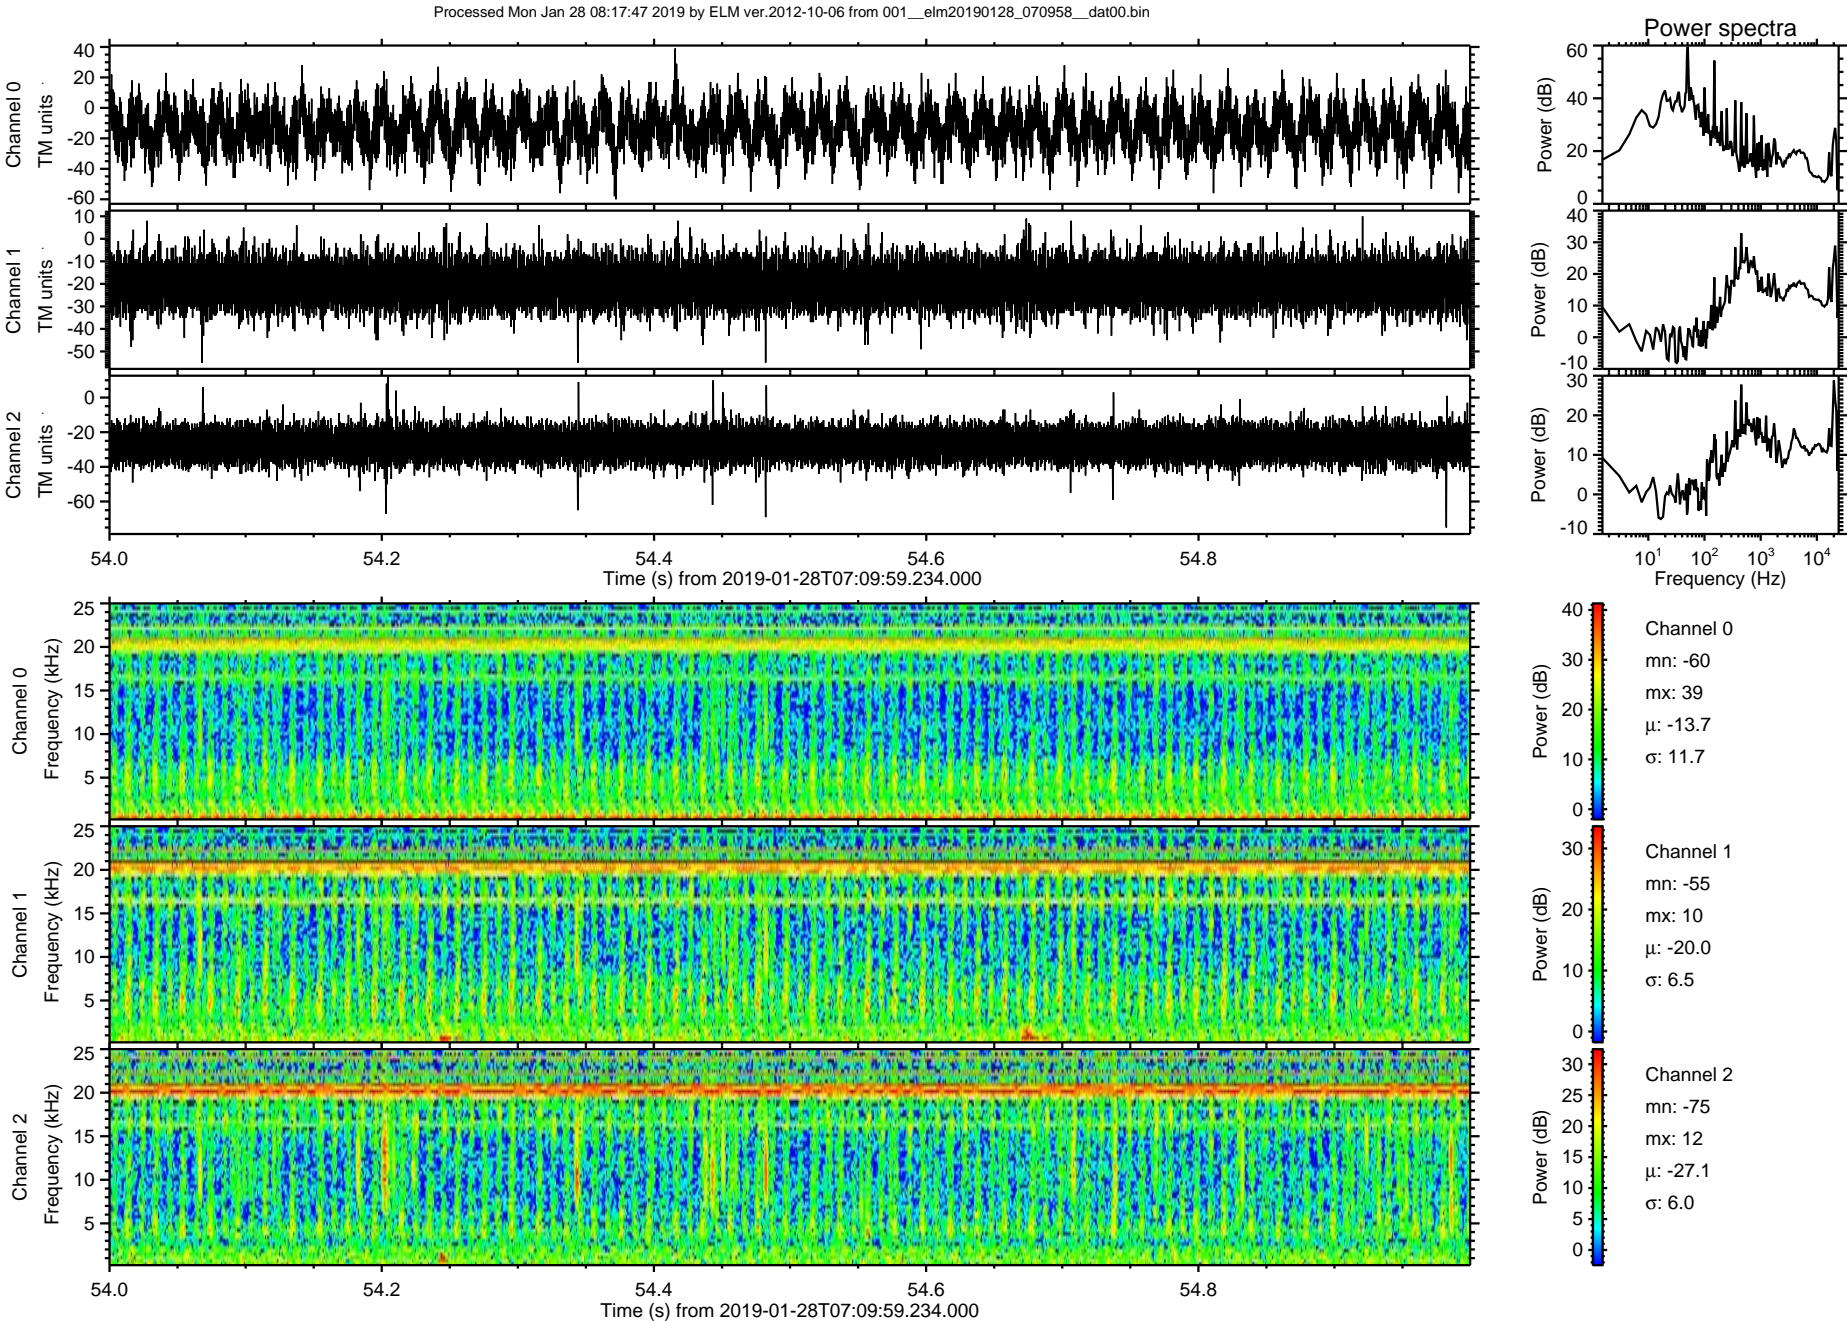 Processed Mon Jan 28 08:17:47 2019 by ELM ver.2012-10-06 from 001__elm20190128_070958__dat00.bin
Power spectra
Channel 0
TM units
40
20
0
-20
-40
-60
Power (dB)
60
40
20
0
Channel 1
TM units
10
0
-10
-20
-30
-40
-50
Power (dB)
40
30
20
10
0
-10
Channel 2
TM units
0
-20
-40
-60
Power (dB)
30
20
10
0
-10
54.0 54.2 54.4 54.6 54.8
Time (s) from 2019-01-28T07:09:59.234.000
10¹ 10² 10³ 10⁴
Frequency (Hz)
Channel 0
Frequency (kHz)
25
20
15
10
5
Power (dB)
40
30
20
10
0
Channel 0
mn: -60
mx: 39
μ: -13.7
σ: 11.7
Channel 1
Frequency (kHz)
25
20
15
10
5
Power (dB)
30
20
10
0
Channel 1
mn: -55
mx: 10
μ: -20.0
σ: 6.5
Channel 2
Frequency (kHz)
25
20
15
10
5
Power (dB)
30
25
20
15
10
5
0
Channel 2
mn: -75
mx: 12
μ: -27.1
σ: 6.0
54.0 54.2 54.4 54.6 54.8
Time (s) from 2019-01-28T07:09:59.234.000